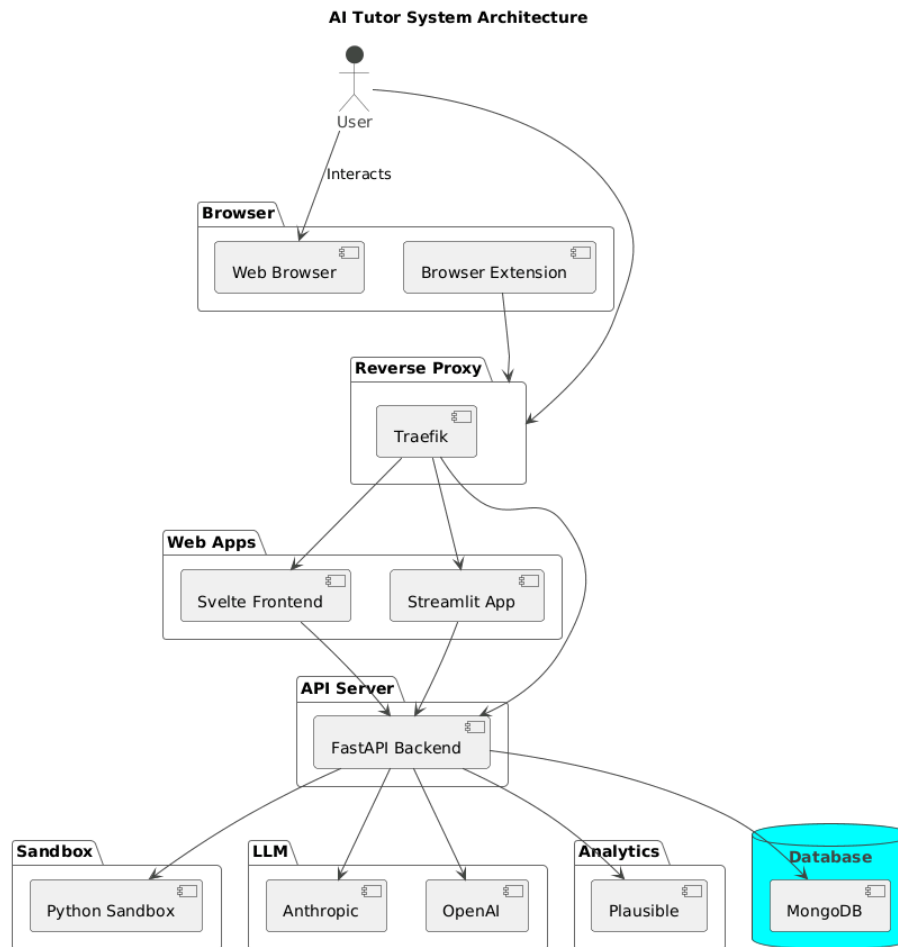 AI Tutor System Architecture
User
Interacts
Browser
Web Browser
Browser Extension
Reverse Proxy
Traefik
Web Apps
Svelte Frontend
Streamlit App
API Server
FastAPI Backend
Sandbox
LLM
Analytics
Database
Python Sandbox
Anthropic
OpenAI
Plausible
MongoDB